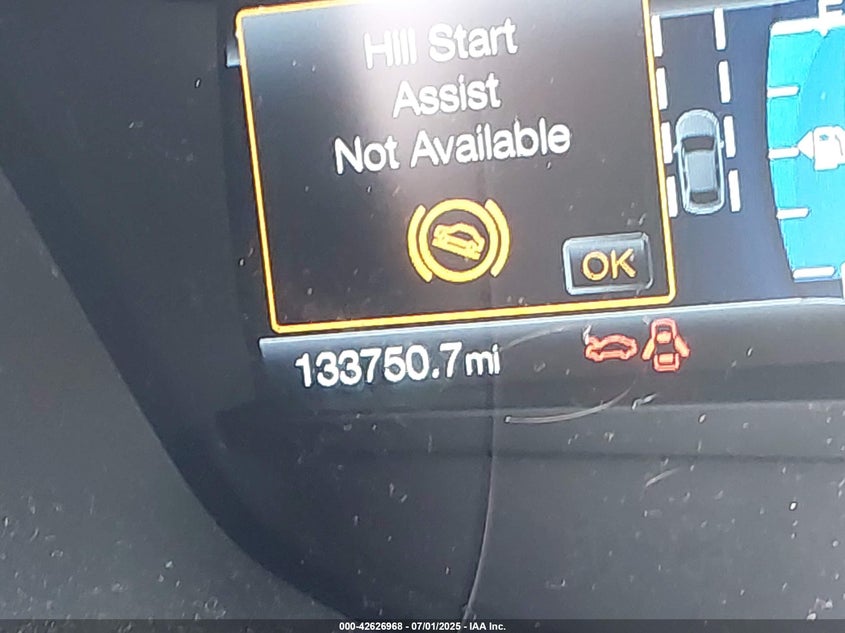 Hill Start
Assist
Not Available
OK
133750.7mi
000-42626968 - 07/01/2025 - IAA Inc.